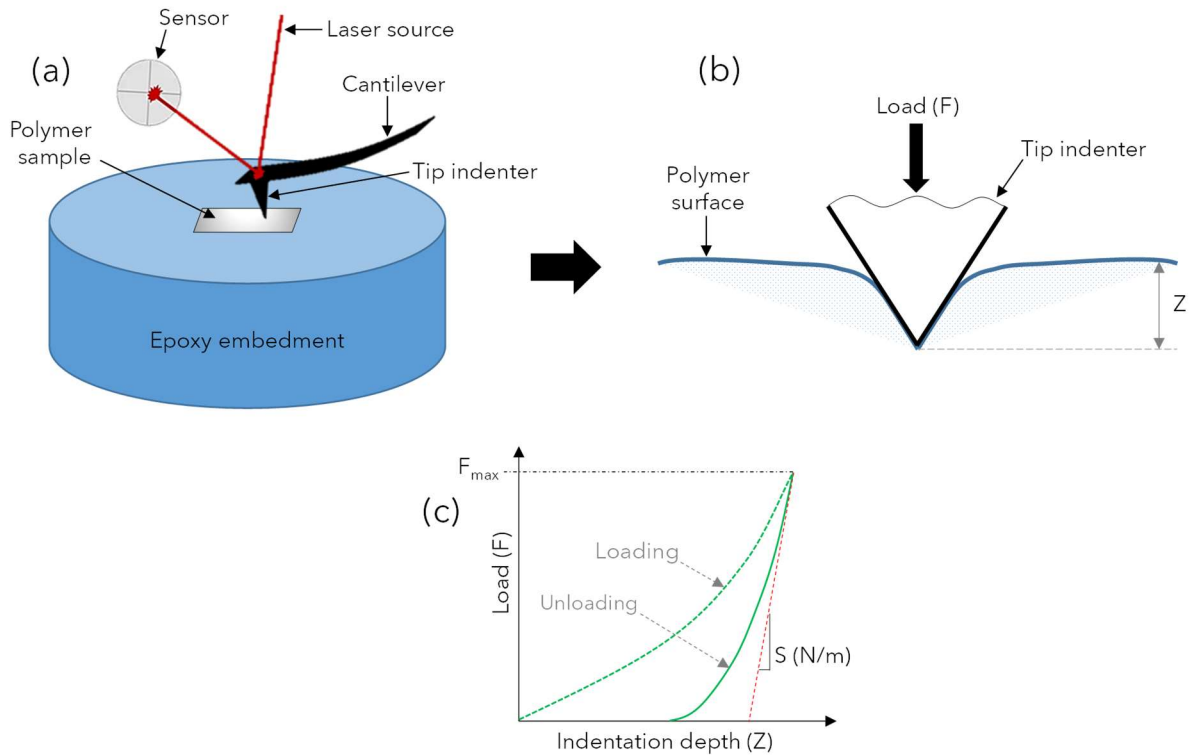 (a)
Sensor
Laser source
Cantilever
Polymer
sample
Tip indenter
Epoxy embedment
(b)
Load (F)
Tip indenter
Polymer
surface
Z
(c)
F_max
Load (F)
Loading
Unloading
S (N/m)
Indentation depth (Z)